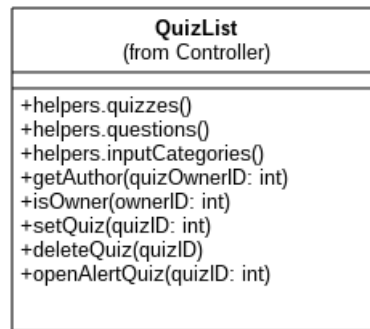 QuizList
(from Controller)
+helpers.quizzes()
+helpers.questions()
+helpers.inputCategories()
+getAuthor(quizOwnerID: int)
+isOwner(ownerID: int)
+setQuiz(quizID: int)
+deleteQuiz(quizID)
+openAlertQuiz(quizID: int)